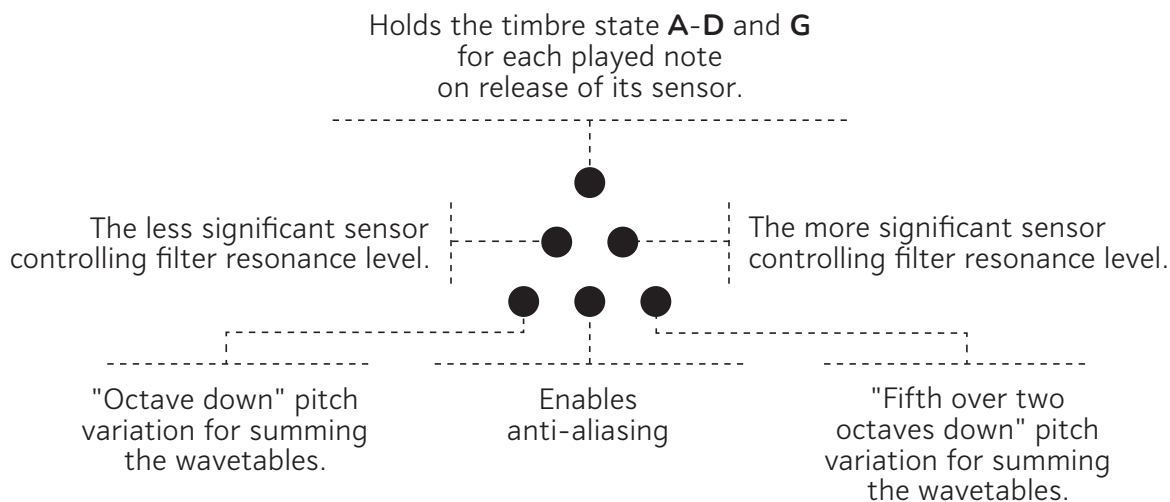 Holds the timbre state A-D and G
for each played note
on release of its sensor.
The less significant sensor
controlling filter resonance level.
The more significant sensor
controlling filter resonance level.
"Octave down" pitch
variation for summing
the wavetables.
Enables
anti-aliasing
"Fifth over two
octaves down" pitch
variation for summing
the wavetables.